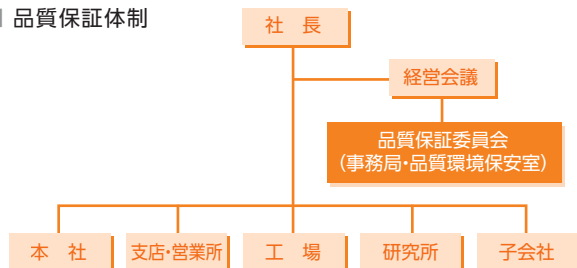 品質保証体制
社　長
経営会議
品質保証委員会
（事務局・品質環境保安室）
本　社
支店・営業所
工　場
研究所
子会社